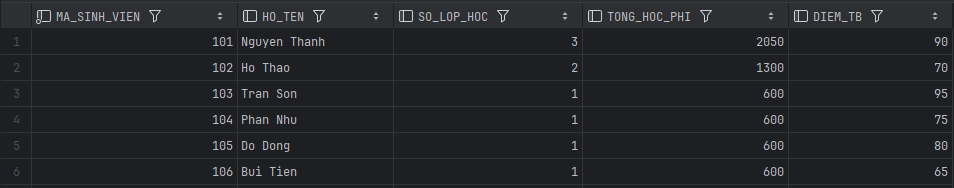 MA_SINH_VIEN HO_TEN SO_LOP_HOC TONG_HOC_PHI DIEM_TB
1 101 Nguyen Thanh 3 2050 90
2 102 Ho Thao 2 1300 70
3 103 Tran Son 1 600 95
4 104 Phan Nhu 1 600 75
5 105 Do Dong 1 600 80
6 106 Bui Tien 1 600 65